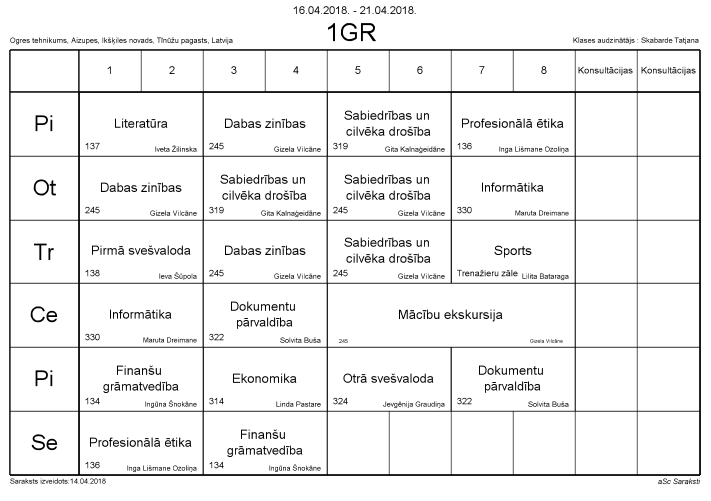 16.04.2018. - 21.04.2018.
1GR
Ogres tehnikums, Aizupes, Ikšķiles novads, Tīnūžu pagasts, Latvija
Klases audzinātājs : Skabarde Tatjana
1 2 3 4 5 6 7 8 Konsultācijas Konsultācijas
Pi
Literatūra
137 Iveta Žilinska
Dabas zinības
245 Gizela Vilcāne
Sabiedrības un
cilvēka drošība
319 Gita Kalnaģeidāne
Profesionālā ētika
136 Inga Lišmane Ozoliņa
Ot
Dabas zinības
245 Gizela Vilcāne
Sabiedrības un
cilvēka drošība
319 Gita Kalnaģeidāne
Sabiedrības un
cilvēka drošība
245 Gizela Vilcāne
Informātika
330 Maruta Dreimane
Tr
Pirmā svešvaloda
138 Ieva Šūpola
Dabas zinības
245 Gizela Vilcāne
Sabiedrības un
cilvēka drošība
245 Gizela Vilcāne
Sports
Trenažieru zāle Lilita Bataraga
Ce
Informātika
330 Maruta Dreimane
Dokumentu
pārvaldība
322 Solvita Buša
Mācību ekskursija
245 Gizela Vilcāne
Pi
Finanšu
grāmatvedība
134 Ingūna Šnokāne
Ekonomika
314 Linda Pastare
Otrā svešvaloda
324 Jevgēnija Graudiņa
Dokumentu
pārvaldība
322 Solvita Buša
Se
Profesionālā ētika
136 Inga Lišmane Ozoliņa
Finanšu
grāmatvedība
134 Ingūna Šnokāne
Saraksts izveidots:14.04.2018
aSc Saraksti